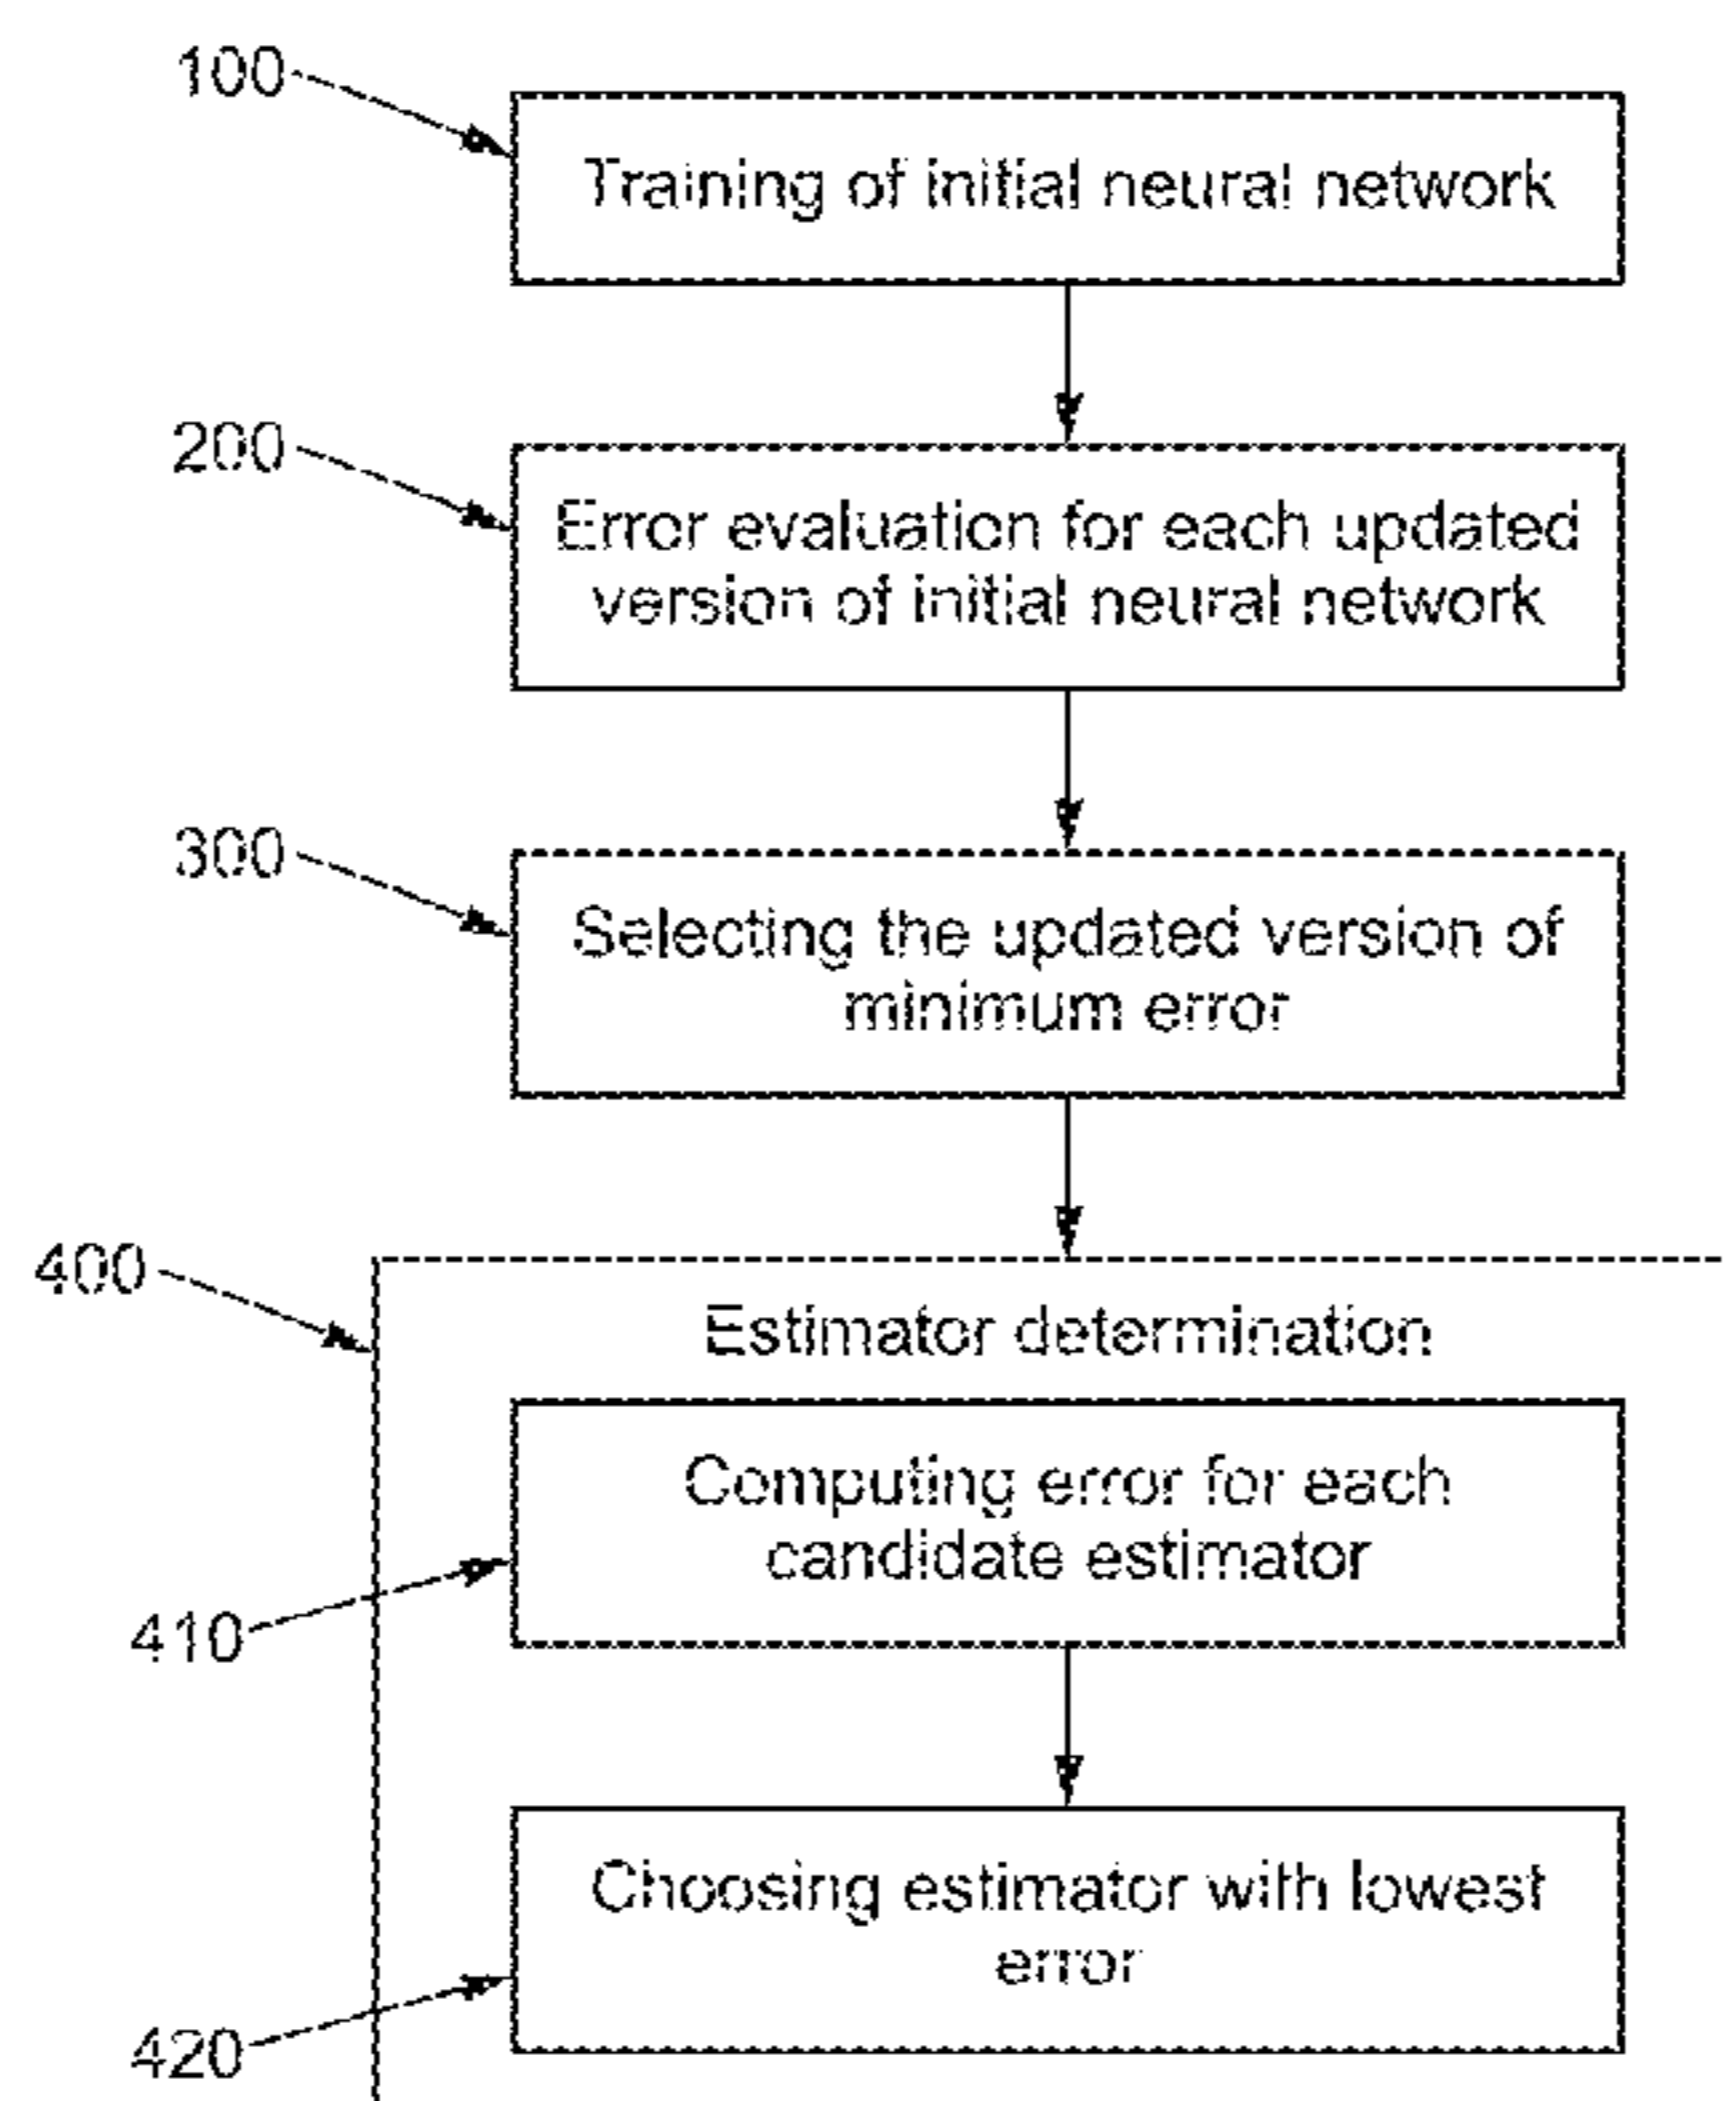 100
Training of initial neural network
200
Error evaluation for each updated
version of initial neural network
300
Selecting the updated version of
minimum error
400
Estimator determination
Computing error for each
candidate estimator
410
Choosing estimator with lowest
error
420